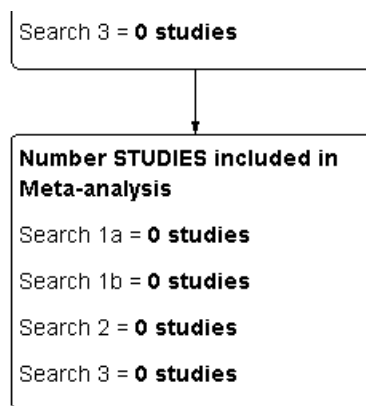 Search 3 = 0 studies
Number STUDIES included in
Meta-analysis
Search 1a = 0 studies
Search 1b = 0 studies
Search 2 = 0 studies
Search 3 = 0 studies